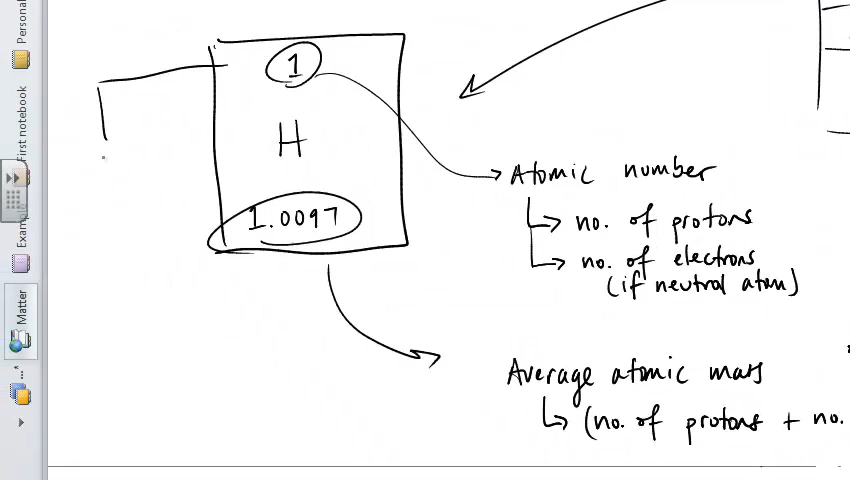 Personal
First notebook
Example
Matter
...*
1
H
1.0097
Atomic number
no. of protons
no. of electrons
(if neutral atom)
Average atomic mass
(no. of protons + no.